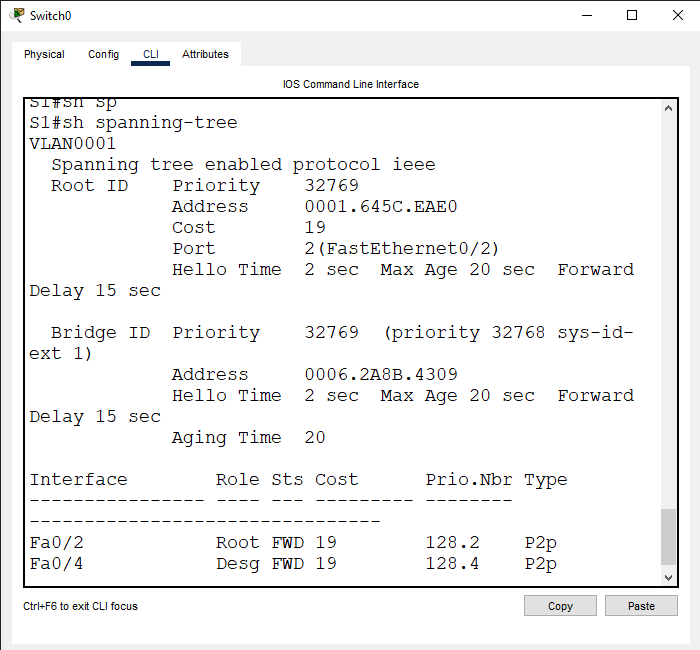 Switch0
Physical Config CLI Attributes
IOS Command Line Interface
S1#sh sp
S1#sh spanning-tree
VLAN0001
  Spanning tree enabled protocol ieee
  Root ID    Priority    32769
             Address     0001.645C.EAE0
             Cost        19
             Port        2(FastEthernet0/2)
             Hello Time  2 sec  Max Age 20 sec  Forward
Delay 15 sec

  Bridge ID  Priority    32769  (priority 32768 sys-id-
ext 1)
             Address     0006.2A8B.4309
             Hello Time  2 sec  Max Age 20 sec  Forward
Delay 15 sec
             Aging Time  20

Interface        Role Sts Cost      Prio.Nbr Type
---------------- ---- --- --------- --------
--------------------------------
Fa0/2            Root FWD 19        128.2    P2p
Fa0/4            Desg FWD 19        128.4    P2p
Ctrl+F6 to exit CLI focus
Copy Paste